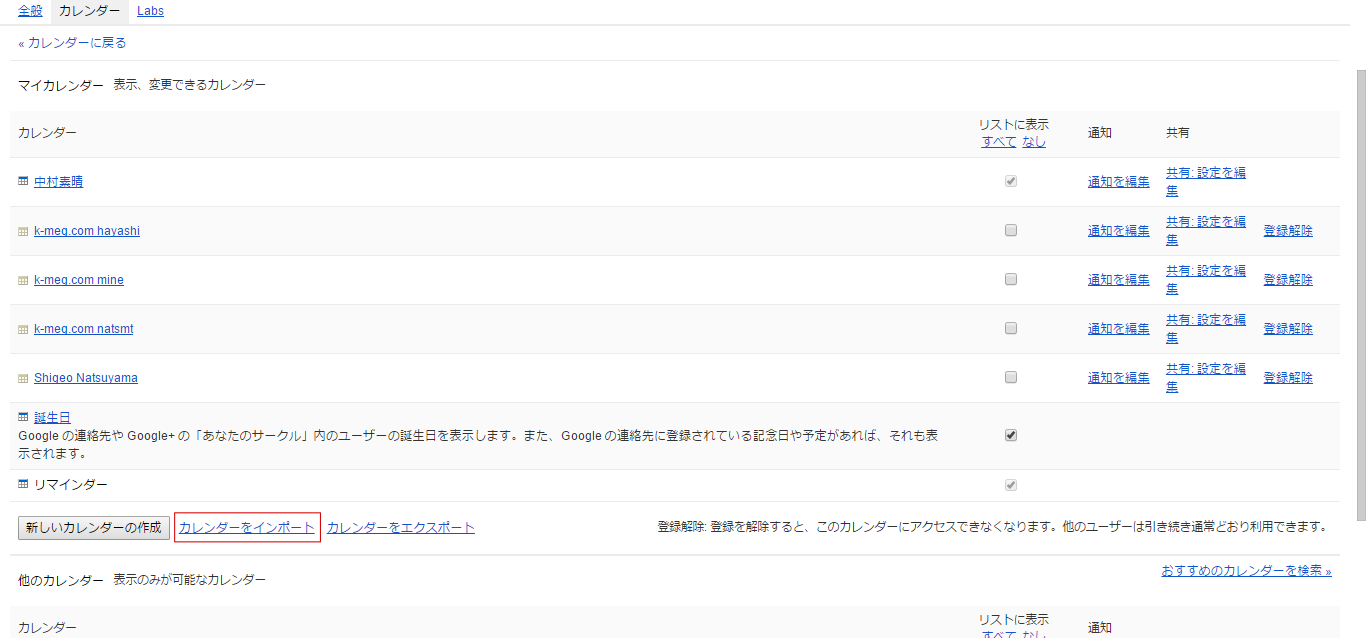 全般 カレンダー Labs
« カレンダーに戻る
マイカレンダー 表示、変更できるカレンダー
カレンダー リストに表示 通知 共有
すべて なし
中村素晴 通知を編集 共有: 設定を編
集
k-meq.com hayashi 通知を編集 共有: 設定を編 登録解除
集
k-meq.com mine 通知を編集 共有: 設定を編 登録解除
集
k-meq.com natsmt 通知を編集 共有: 設定を編 登録解除
集
Shigeo Natsuyama 通知を編集 共有: 設定を編 登録解除
集
誕生日
Google の連絡先や Google+ の「あなたのサークル」内のユーザーの誕生日を表示します。また、Google の連絡先に登録されている記念日や予定があれば、それも表
示されます。
リマインダー
新しいカレンダーの作成 カレンダーをインポート カレンダーをエクスポート 登録解除: 登録を解除すると、このカレンダーにアクセスできなくなります。他のユーザーは引き続き通常どおり利用できます。
他のカレンダー 表示のみが可能なカレンダー おすすめのカレンダーを検索 »
カレンダー リストに表示 通知
すべて なし